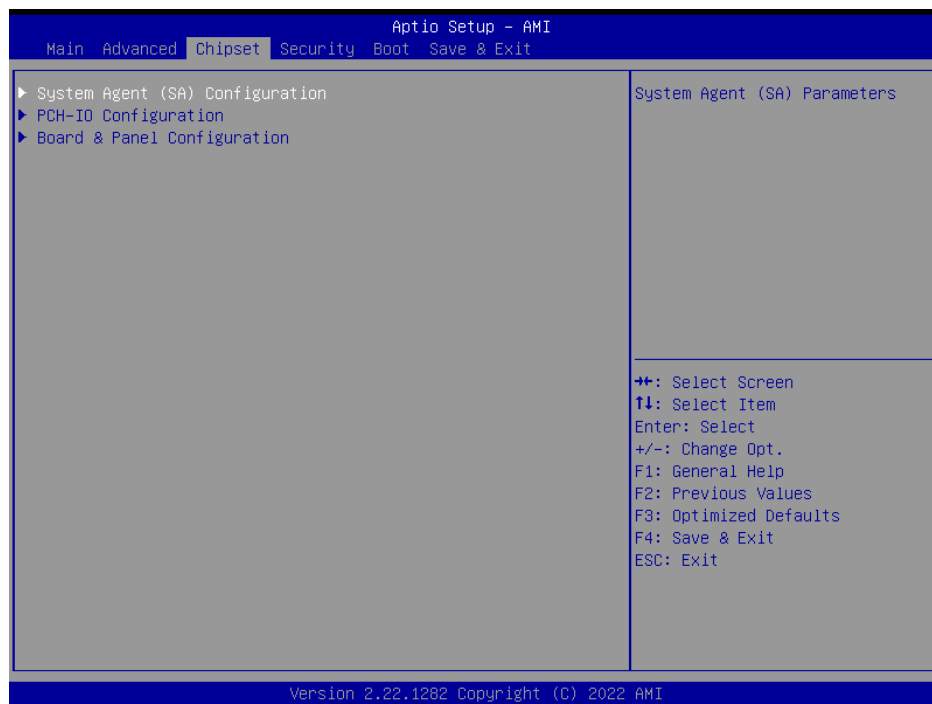 Aptio Setup – AMI
Main Advanced Chipset Security Boot Save & Exit
▶ System Agent (SA) Configuration
▶ PCH-IO Configuration
▶ Board & Panel Configuration
System Agent (SA) Parameters
→←: Select Screen
↑↓: Select Item
Enter: Select
+/-: Change Opt.
F1: General Help
F2: Previous Values
F3: Optimized Defaults
F4: Save & Exit
ESC: Exit
Version 2.22.1282 Copyright (C) 2022 AMI